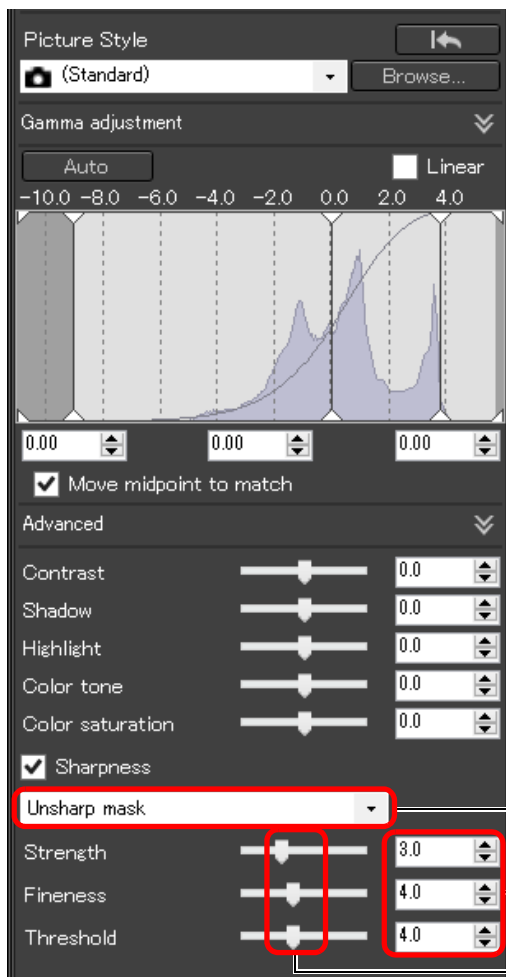 Picture Style
(Standard)
Browse...
Gamma adjustment
Auto
Linear
-10.0 -8.0 -6.0 -4.0 -2.0 0.0 2.0 4.0
0.00 0.00 0.00
Move midpoint to match
Advanced
Contrast 0.0
Shadow 0.0
Highlight 0.0
Color tone 0.0
Color saturation 0.0
Sharpness
Unsharp mask
Strength 3.0
Fineness 4.0
Threshold 4.0